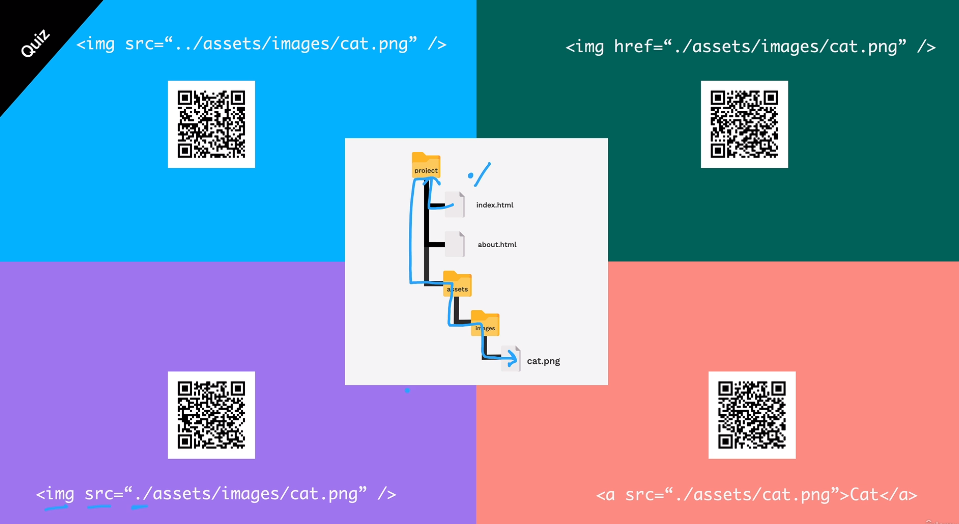 Quiz
<img src=“../assets/images/cat.png” />
<img href=“./assets/images/cat.png” />
project
./
index.html
about.html
assets
images
cat.png
<img src=“./assets/images/cat.png” />
<a src=“./assets/cat.png”>Cat</a>